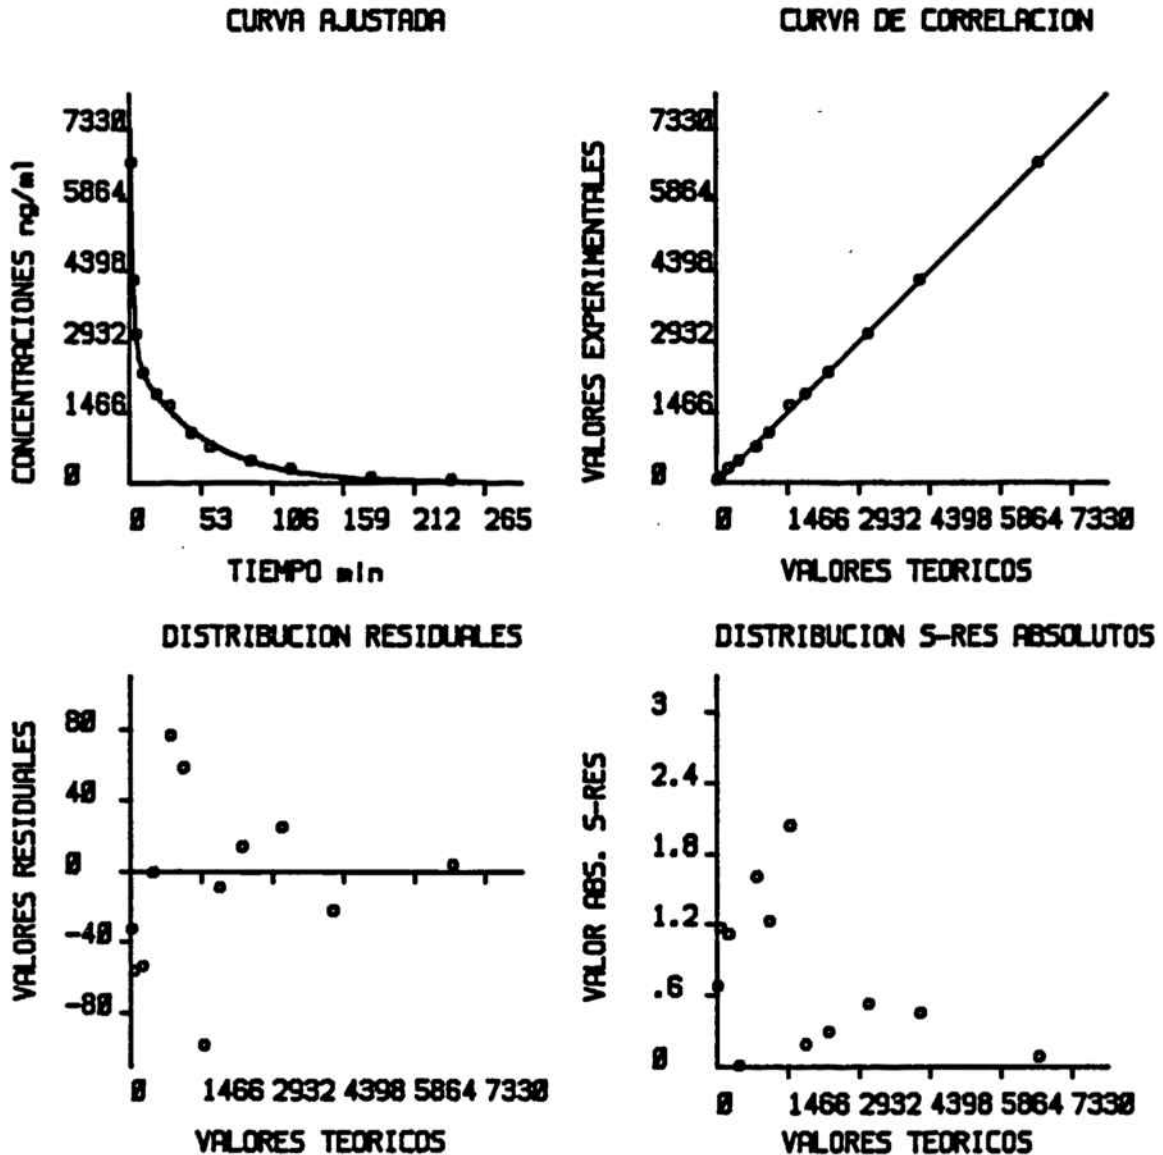 CURVA AJUSTADA
CONCENTRACIONES ng/ml
7330
5864
4398
2932
1466
0
0 53 106 159 212 265
TIEMPO min
CURVA DE CORRELACION
VALORES EXPERIMENTALES
7330
5864
4398
2932
1466
0
0 1466 2932 4398 5864 7330
VALORES TEORICOS
DISTRIBUCION RESIDUALES
VALORES RESIDUALES
80
40
0
-40
-80
0 1466 2932 4398 5864 7330
VALORES TEORICOS
DISTRIBUCION S-RES ABSOLUTOS
VALOR ABS. S-RES
3
2.4
1.8
1.2
.6
0
0 1466 2932 4398 5864 7330
VALORES TEORICOS